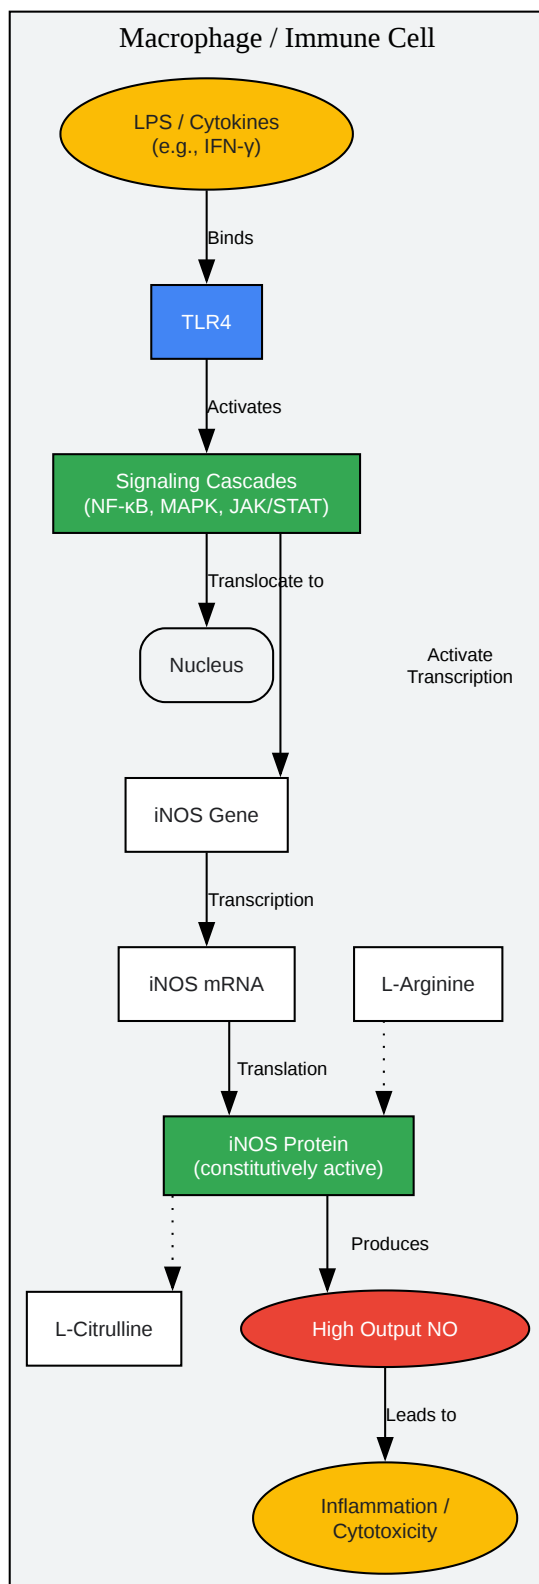 Macrophage / Immune Cell
LPS / Cytokines
(e.g., IFN-γ)
Binds
TLR4
Activates
Signaling Cascades
(NF-κB, MAPK, JAK/STAT)
Translocate to
Nucleus
Activate
Transcription
iNOS Gene
Transcription
iNOS mRNA
L-Arginine
Translation
iNOS Protein
(constitutively active)
Produces
L-Citrulline
High Output NO
Leads to
Inflammation /
Cytotoxicity